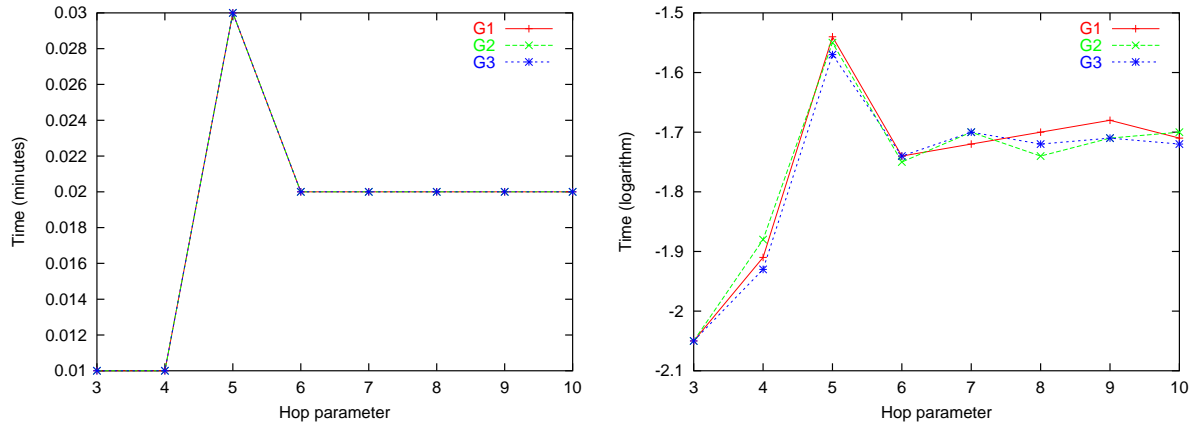 0.03
0.028
0.026
0.024
0.022
0.02
0.018
0.016
0.014
0.012
0.01
3 4 5 6 7 8 9 10
Time (minutes)
Hop parameter
G1
G2
G3
-1.5
-1.6
-1.7
-1.8
-1.9
-2
-2.1
3 4 5 6 7 8 9 10
Time (logarithm)
Hop parameter
G1
G2
G3